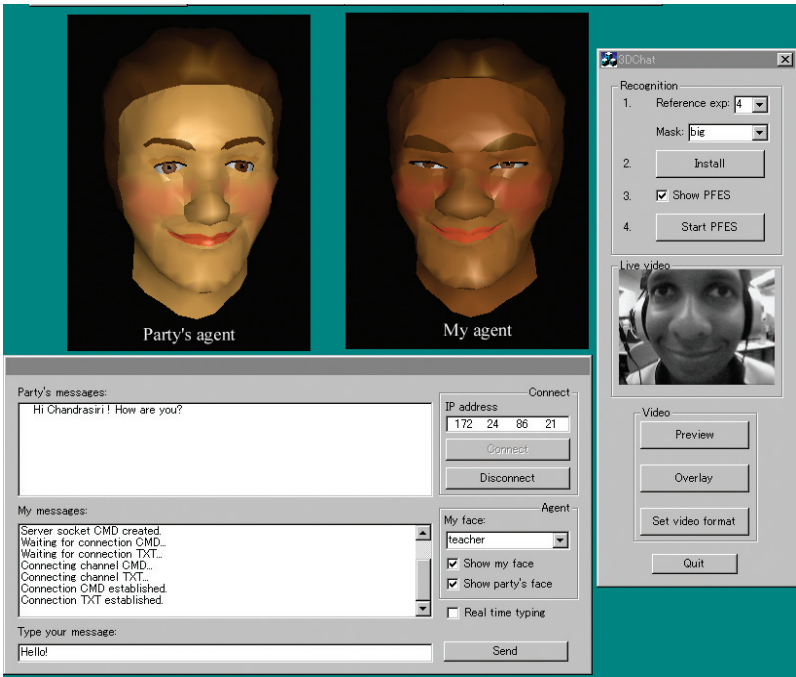 Party's agent
My agent
3DChat
Recognition
1. Reference exp: 4
Mask: big
2. Install
3. Show PFES
4. Start PFES
Live video
Video
Preview
Overlay
Set video format
Quit
Party's messages:
Hi Chandrasiri ! How are you?
Connect
IP address
172 24 86 21
Connect
Disconnect
My messages:
Server socket CMD created.
Waiting for connection CMD...
Waiting for connection TXT...
Connecting channel CMD...
Connecting channel TXT...
Connection CMD established.
Connection TXT established.
Agent
My face:
teacher
Show my face
Show party's face
Real time typing
Type your message:
Hello!
Send